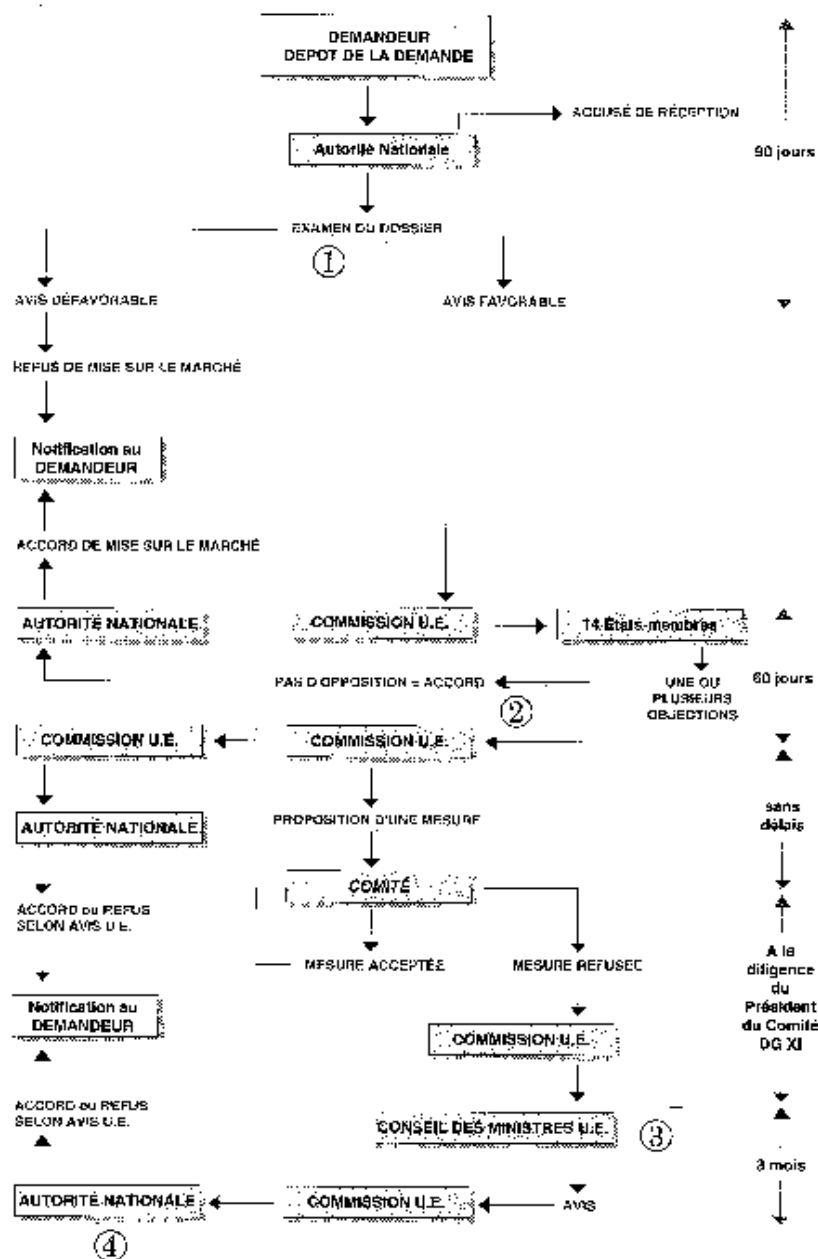 DEMANDEUR
DEPOT DE LA DEMANDE
ACCUSÉ DE RÉCEPTION
Autorité Nationale
90 jours
EXAMEN DU DOSSIER
①
AVIS DÉFAVORABLE
AVIS FAVORABLE
REFUS DE MISE SUR LE MARCHÉ
Notification au
DEMANDEUR
ACCORD DE MISE SUR LE MARCHÉ
AUTORITÉ NATIONALE
COMMISSION U.E.
14 États-membres
PAS D'OPPOSITION = ACCORD
UNE OU
PLUSIEURS
OBJECTIONS
60 jours
②
COMMISSION U.E.
COMMISSION U.E.
AUTORITÉ NATIONALE
PROPOSITION D'UNE MESURE
sans
délais
COMITÉ
ACCORD ou REFUS
SELON AVIS U.E.
MESURE ACCEPTÉE
MESURE REFUSEE
A la
diligence
du
Président
du Comité
DG XI
Notification au
DEMANDEUR
COMMISSION U.E.
ACCORD ou REFUS
SELON AVIS U.E.
CONSEIL DES MINISTRES U.E.
③
3 mois
AUTORITÉ NATIONALE
COMMISSION U.E.
AVIS
④